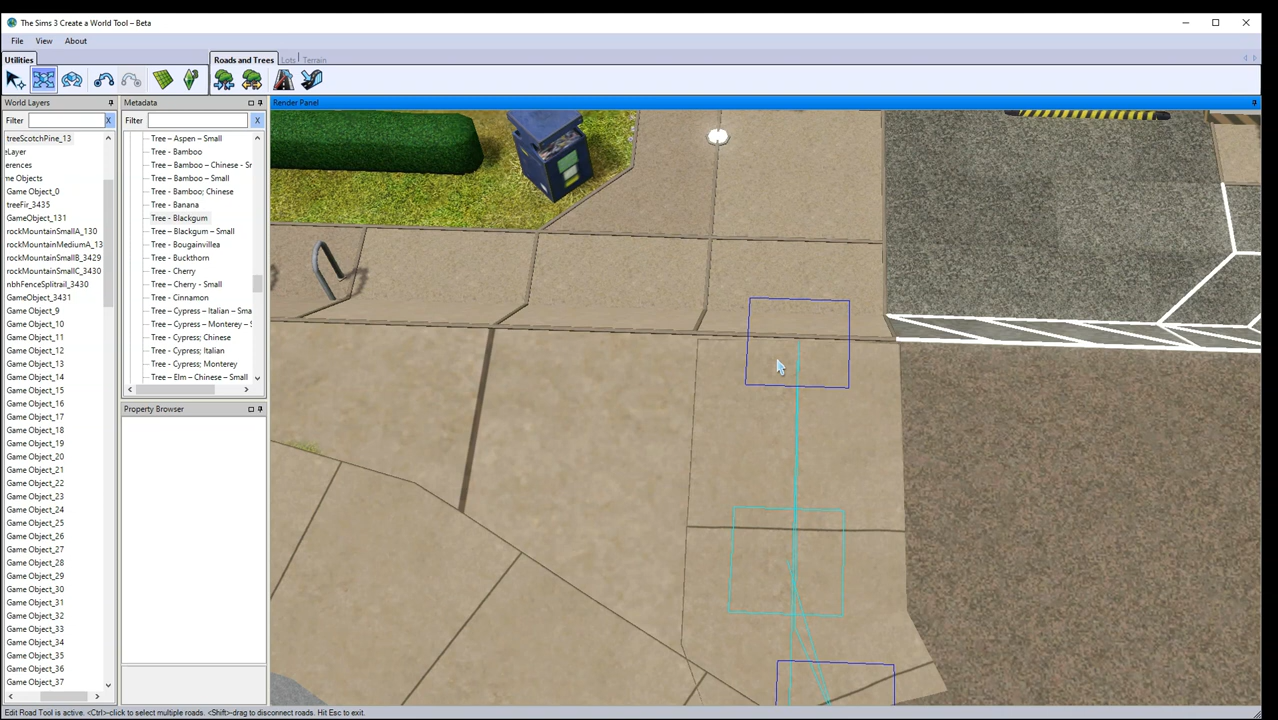 The Sims 3 Create a World Tool – Beta
File View About
Utilities
Roads and Trees Lots Terrain
World Layers
Filter X
treeScotchPine_13
eLayer
erences
me Objects
Game Object_0
treeFir_3435
GameObject_131
rockMountainSmallA_130
rockMountainMediumA_13
rockMountainSmallB_3429
rockMountainSmallC_3430
nbhFenceSplitrail_3430
GameObject_3431
Game Object_9
Game Object_10
Game Object_11
Game Object_12
Game Object_13
Game Object_14
Game Object_15
Game Object_16
Game Object_17
Game Object_18
Game Object_19
Game Object_20
Game Object_21
Game Object_22
Game Object_23
Game Object_24
Game Object_25
Game Object_26
Game Object_27
Game Object_28
Game Object_29
Game Object_30
Game Object_31
Game Object_32
Game Object_33
Game Object_34
Game Object_35
Game Object_36
Game Object_37
Metadata
Filter X
Tree – Aspen – Small
Tree - Bamboo
Tree – Bamboo – Chinese - Sr
Tree – Bamboo – Small
Tree - Bamboo; Chinese
Tree - Banana
Tree - Blackgum
Tree – Blackgum – Small
Tree - Bougainvillea
Tree - Buckthorn
Tree - Cherry
Tree – Cherry - Small
Tree - Cinnamon
Tree – Cypress – Italian – Sma
Tree – Cypress – Monterey – S
Tree - Cypress; Chinese
Tree - Cypress; Italian
Tree - Cypress; Monterey
Tree – Elm – Chinese – Small
Property Browser
Render Panel
Edit Road Tool is active. <Ctrl>-click to select multiple roads. <Shift>-drag to disconnect roads. Hit Esc to exit.